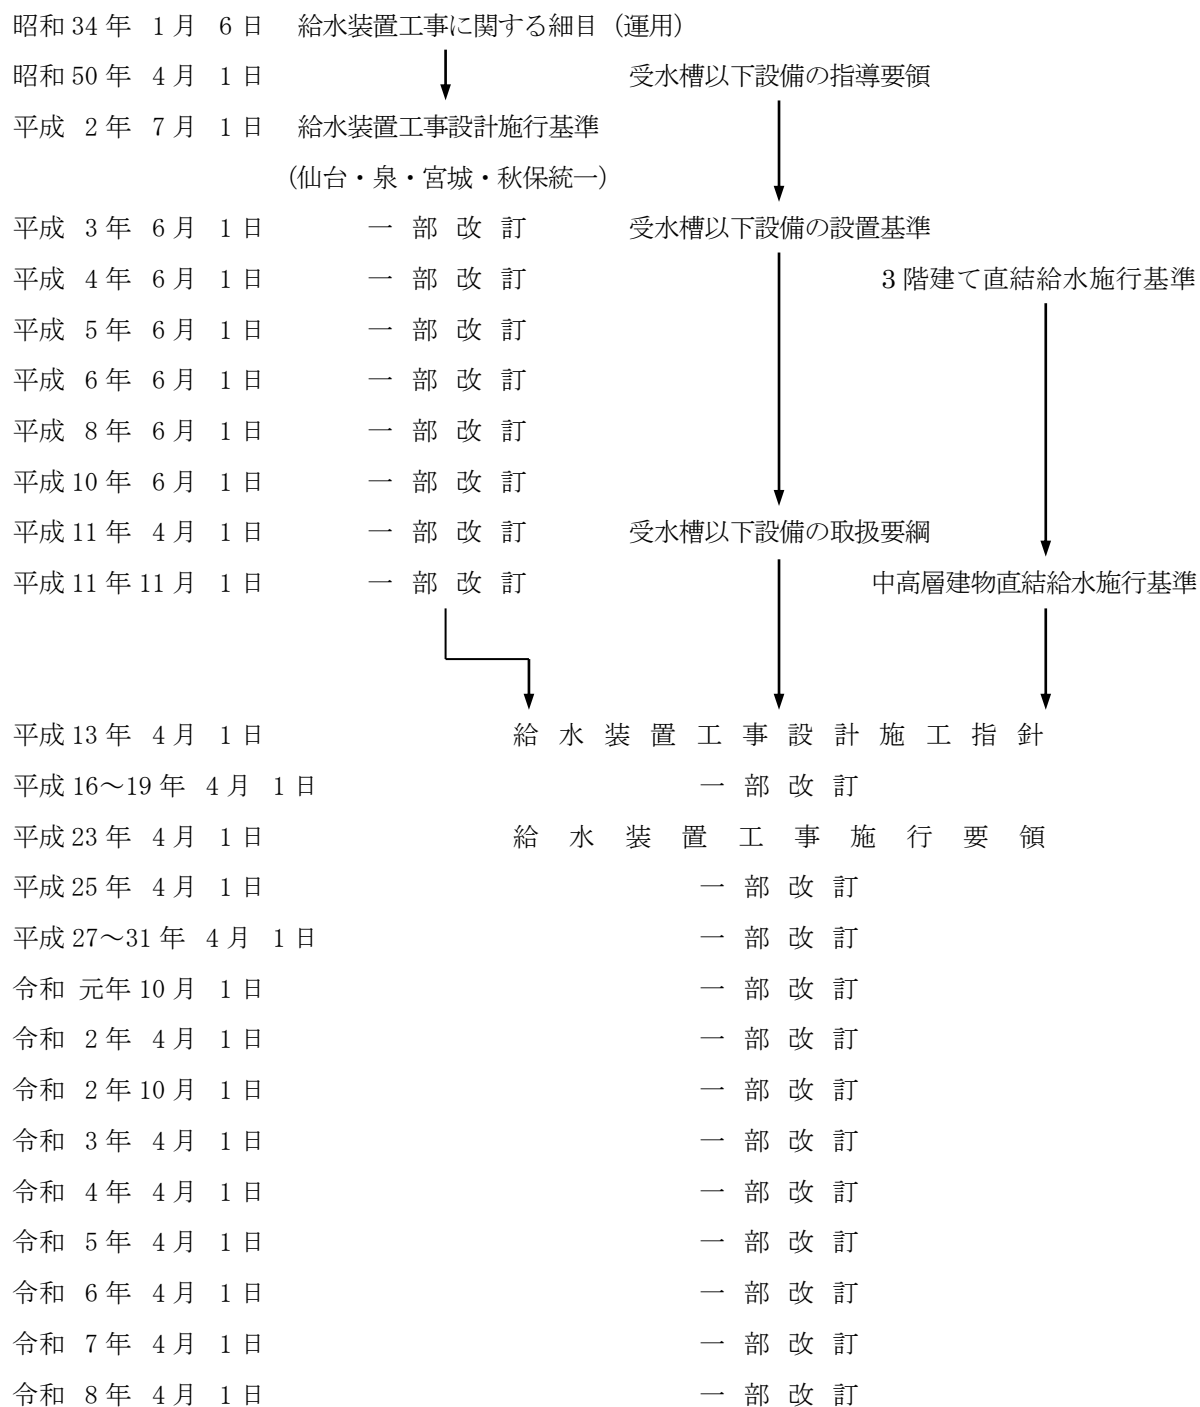 昭和34年 1月 6日 給水装置工事に関する細目（運用）
昭和50年 4月 1日 受水槽以下設備の指導要領
平成 2年 7月 1日 給水装置工事設計施行基準
（仙台・泉・宮城・秋保統一）
平成 3年 6月 1日 一部改訂 受水槽以下設備の設置基準
平成 4年 6月 1日 一部改訂 3階建て直結給水施行基準
平成 5年 6月 1日 一部改訂
平成 6年 6月 1日 一部改訂
平成 8年 6月 1日 一部改訂
平成10年 6月 1日 一部改訂
平成11年 4月 1日 一部改訂 受水槽以下設備の取扱要綱
平成11年11月 1日 一部改訂 中高層建物直結給水施行基準
平成13年 4月 1日 給水装置工事設計施工指針
平成16～19年 4月 1日 一部改訂
平成23年 4月 1日 給水装置工事施行要領
平成25年 4月 1日 一部改訂
平成27～31年 4月 1日 一部改訂
令和 元年10月 1日 一部改訂
令和 2年 4月 1日 一部改訂
令和 2年10月 1日 一部改訂
令和 3年 4月 1日 一部改訂
令和 4年 4月 1日 一部改訂
令和 5年 4月 1日 一部改訂
令和 6年 4月 1日 一部改訂
令和 7年 4月 1日 一部改訂
令和 8年 4月 1日 一部改訂